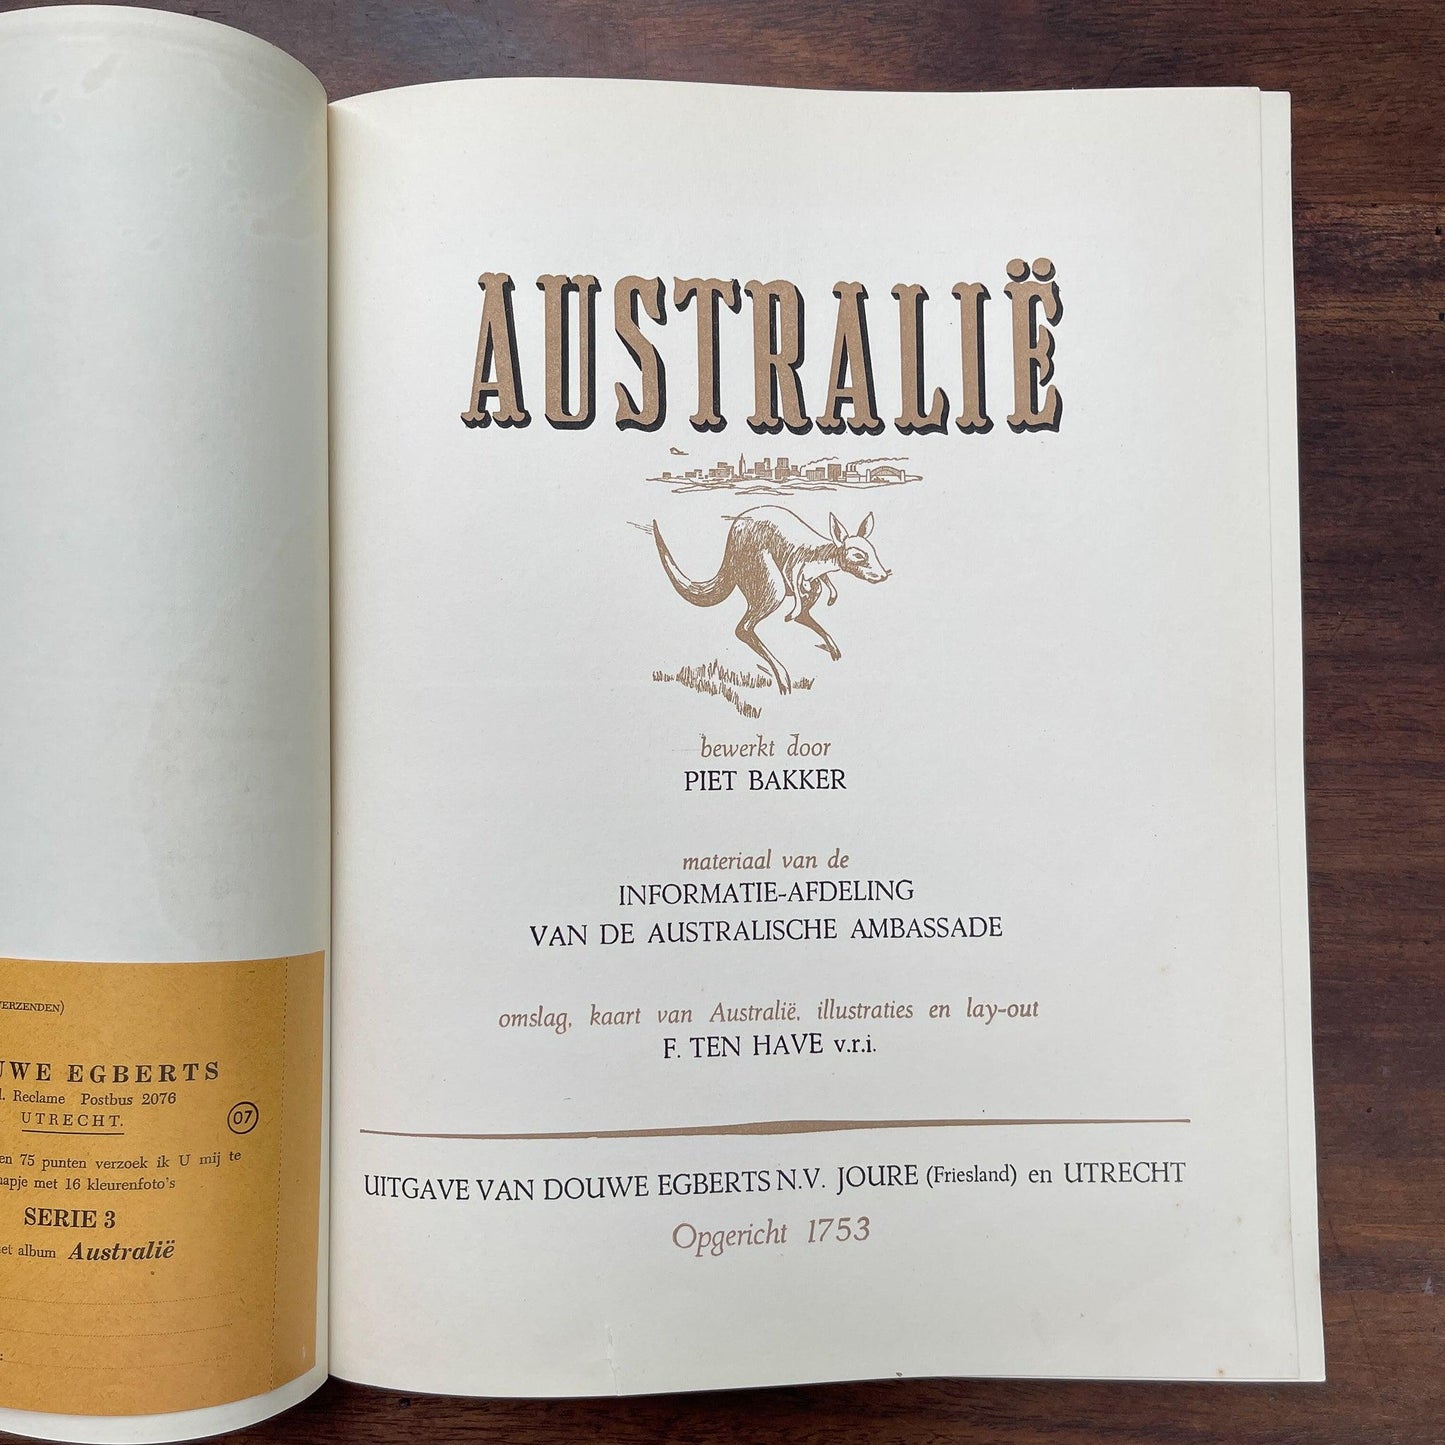 VERZENDEN)
UWE EGBERTS
Reclame Postbus 2076
UTRECHT.
07
en 75 punten verzoek ik U mij te
apje met 16 kleurenfoto's
SERIE 3
et album Australië
AUSTRALIË
bewerkt door
PIET BAKKER
materiaal van de
INFORMATIE-AFDELING
VAN DE AUSTRALISCHE AMBASSADE
omslag, kaart van Australië, illustraties en lay-out
F. TEN HAVE v.r.i.
UITGAVE VAN DOUWE EGBERTS N.V. JOURE (Friesland) en UTRECHT
Opgericht 1753